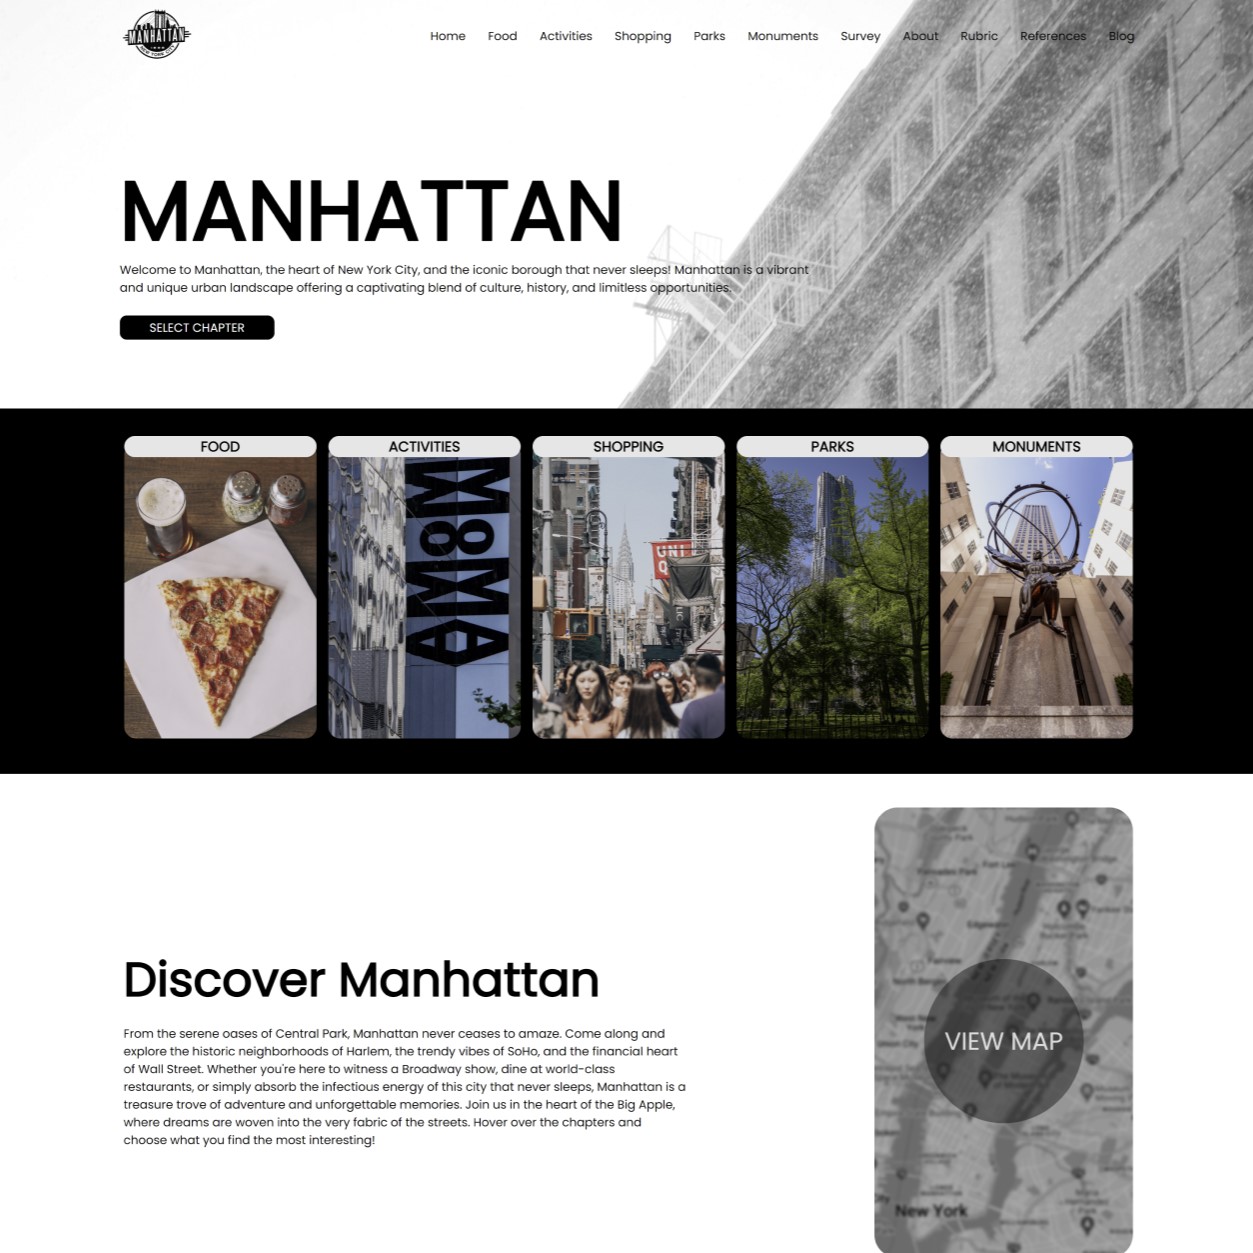 MANHATTAN
NEW YORK CITY
Home Food Activities Shopping Parks Monuments Survey About Rubric References Blog
MANHATTAN
Welcome to Manhattan, the heart of New York City, and the iconic borough that never sleeps! Manhattan is a vibrant
and unique urban landscape offering a captivating blend of culture, history, and limitless opportunities.
SELECT CHAPTER
FOOD ACTIVITIES SHOPPING PARKS MONUMENTS
Discover Manhattan
From the serene oases of Central Park, Manhattan never ceases to amaze. Come along and
explore the historic neighborhoods of Harlem, the trendy vibes of SoHo, and the financial heart
of Wall Street. Whether you're here to witness a Broadway show, dine at world-class
restaurants, or simply absorb the infectious energy of this city that never sleeps, Manhattan is a
treasure trove of adventure and unforgettable memories. Join us in the heart of the Big Apple,
where dreams are woven into the very fabric of the streets. Hover over the chapters and
choose what you find the most interesting!
VIEW MAP
New York